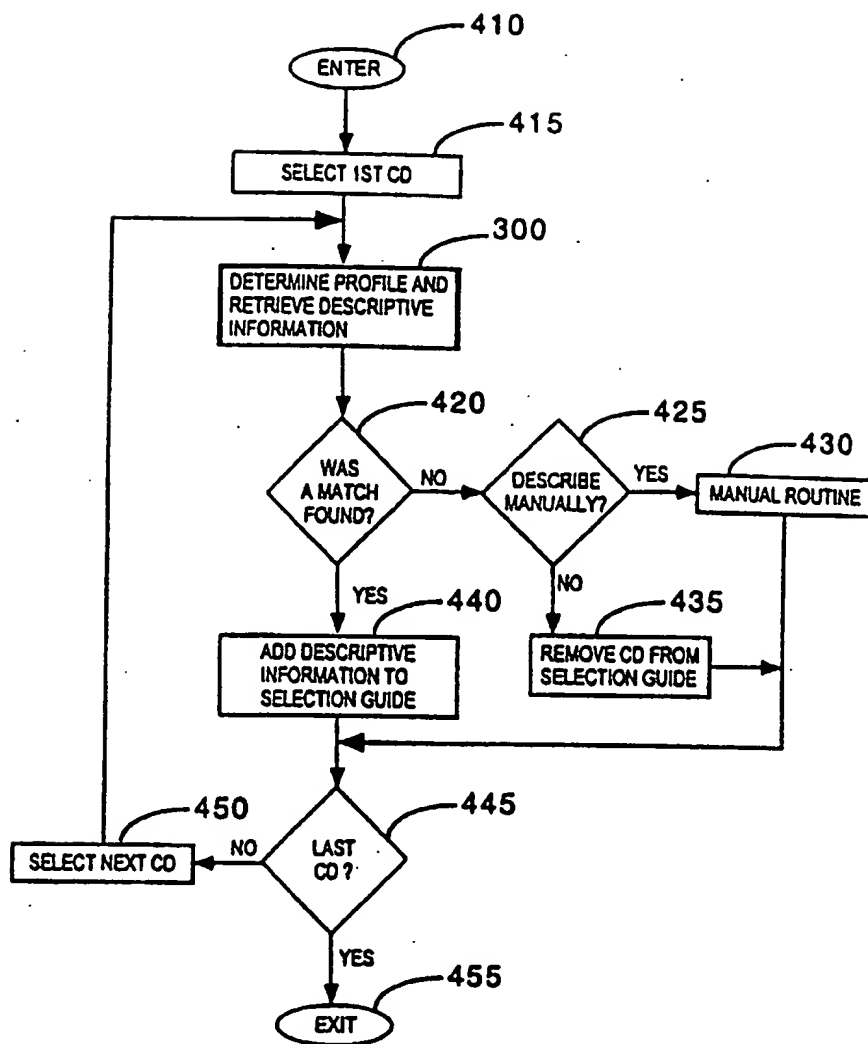 410
ENTER
415
SELECT 1ST CD
300
DETERMINE PROFILE AND
RETRIEVE DESCRIPTIVE
INFORMATION
420
WAS
A MATCH
FOUND?
NO
425
DESCRIBE
MANUALLY?
YES
430
MANUAL ROUTINE
YES
NO
440
ADD DESCRIPTIVE
INFORMATION TO
SELECTION GUIDE
435
REMOVE CD FROM
SELECTION GUIDE
445
LAST
CD ?
NO
450
SELECT NEXT CD
YES
455
EXIT